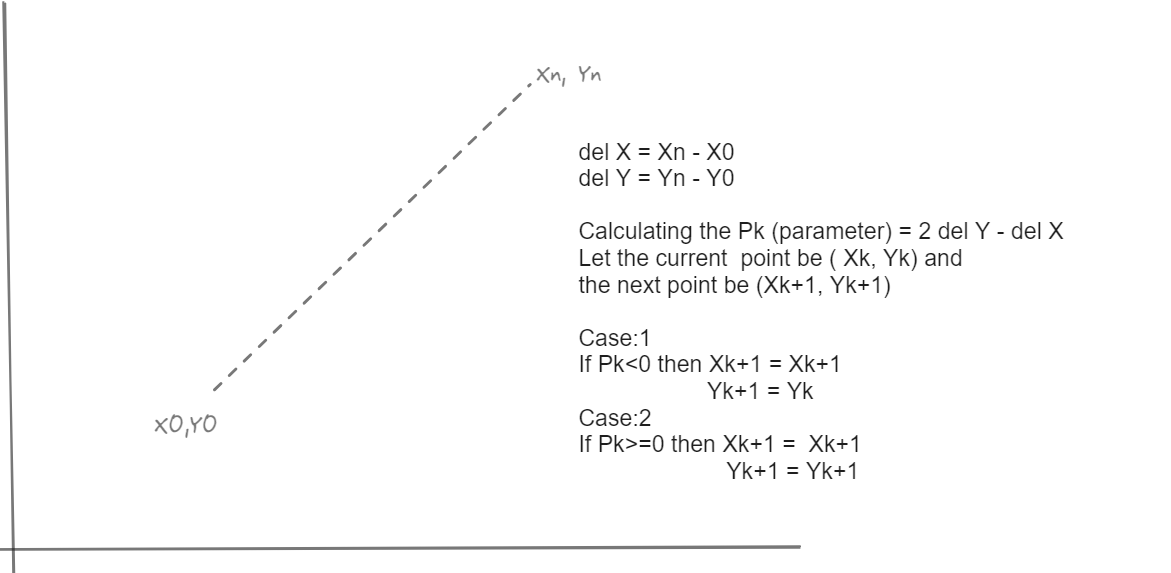 Xn, Yn
del X = Xn - X0
del Y = Yn - Y0
Calculating the Pk (parameter) = 2 del Y - del X
Let the current  point be ( Xk, Yk) and
the next point be (Xk+1, Yk+1)
Case:1
If Pk<0 then Xk+1 = Xk+1
Yk+1 = Yk
Case:2
If Pk>=0 then Xk+1 =  Xk+1
Yk+1 = Yk+1
X0,Y0